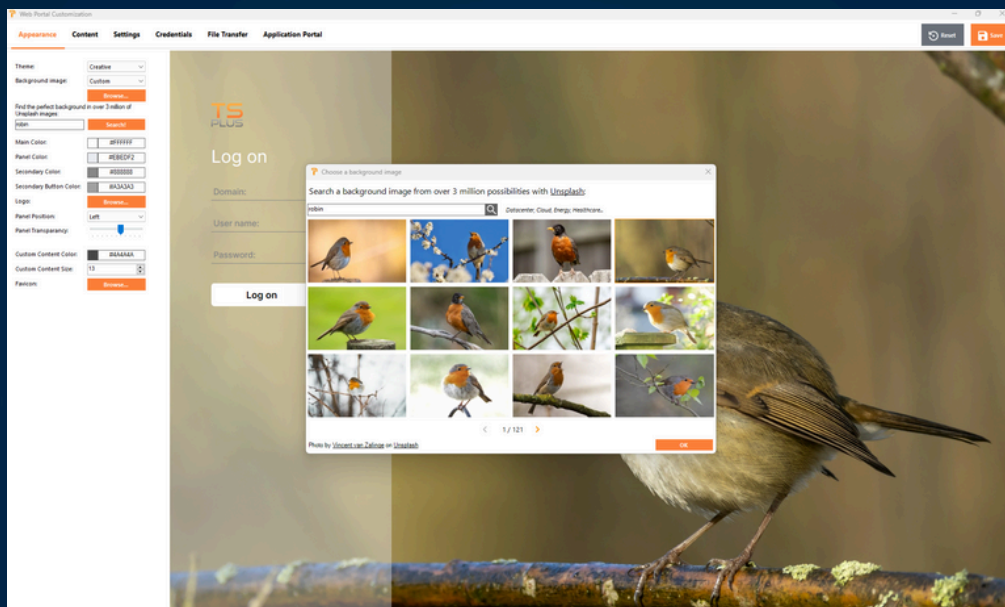 Web Portal Customization
Appearance Content Settings Credentials File Transfer Application Portal
Reset
Save
Theme: Creative
Background image: Custom
Browse...
Find the perfect background in over 3 million of
Unsplash images:
robin Search!
Main Color: #FFFFFF
Panel Color: #EBEDF2
Secondary Color: #888888
Secondary Button Color: #A3A3A3
Logo: Browse...
Panel Position: Left
Panel Transparency:
Custom Content Color: #4A4A4A
Custom Content Size: 13
Favicon: Browse...
TS
PLUS
Log on
Domain:
User name:
Password:
Log on
Choose a background image
Search a background image from over 3 million possibilities with Unsplash:
robin
Datacenter, Cloud, Energy, Healthcare..
1 / 121
Photo by Vincent van Zalinge on Unsplash
OK